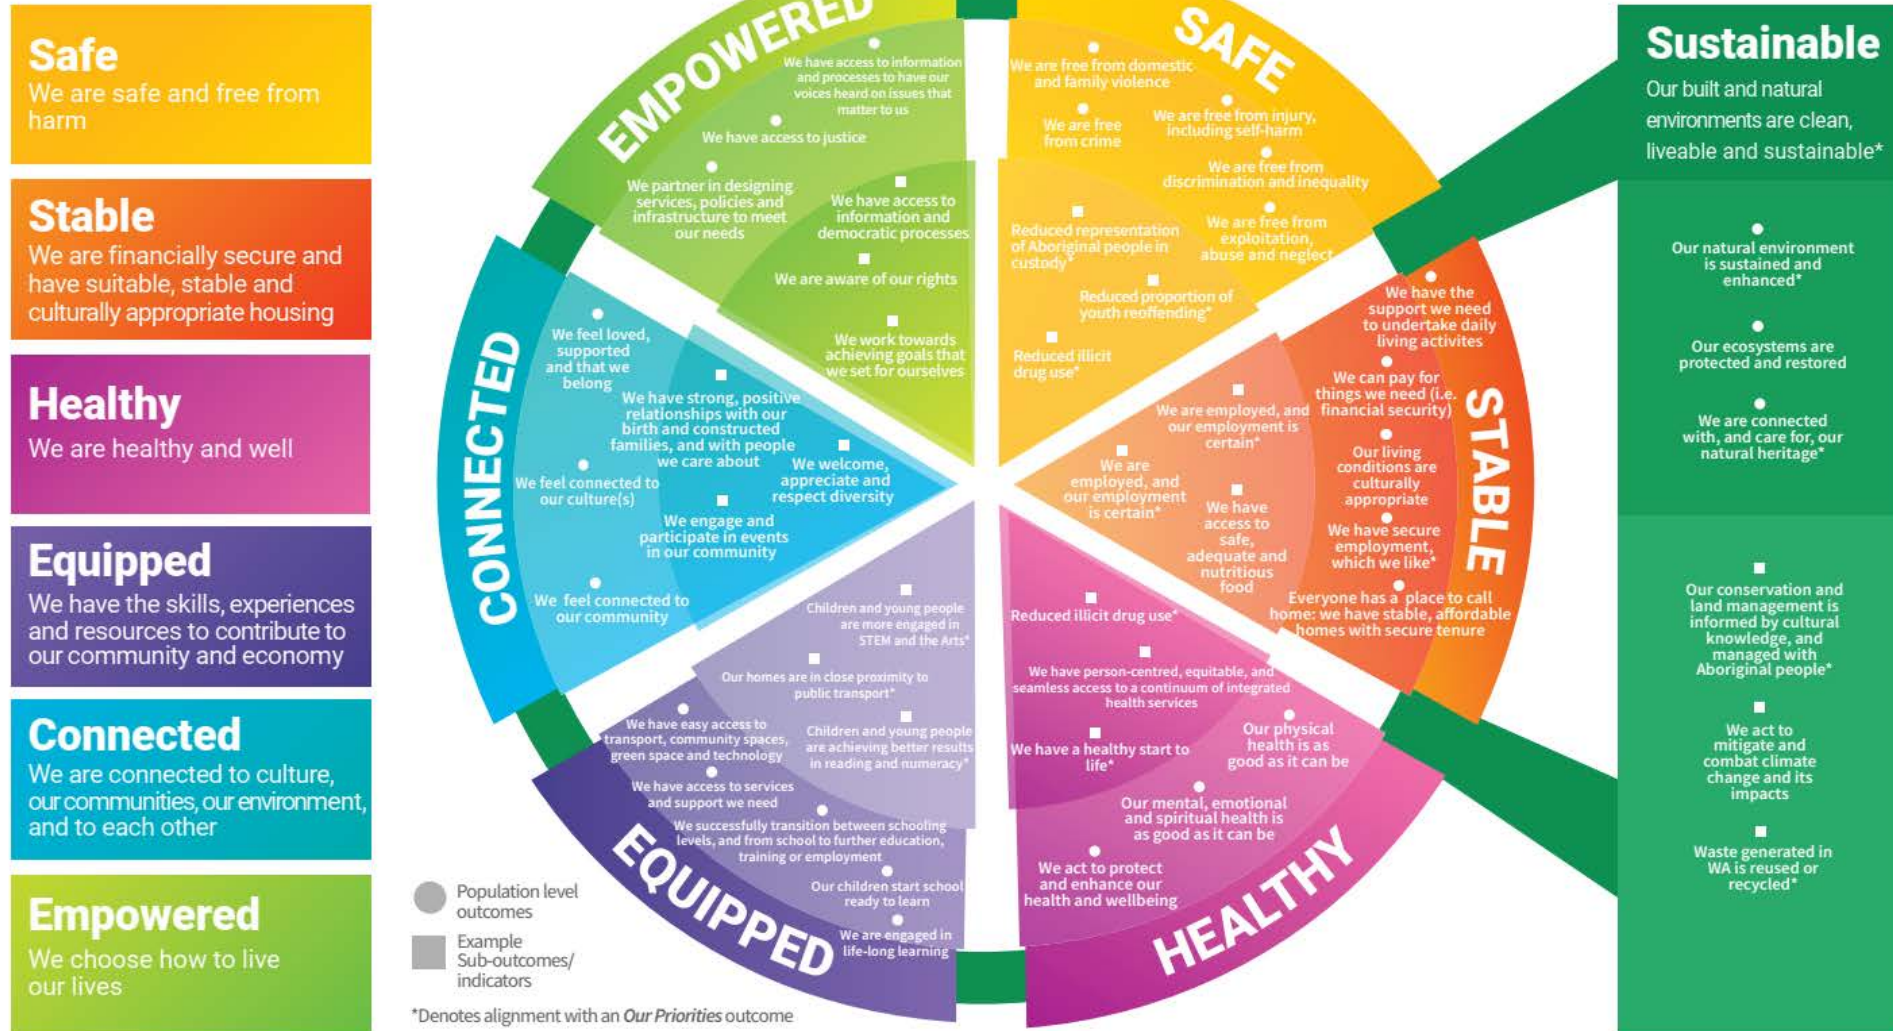 Safe
We are safe and free from
harm
Stable
We are financially secure and
have suitable, stable and
culturally appropriate housing
Healthy
We are healthy and well
Equipped
We have the skills, experiences
and resources to contribute to
our community and economy
Connected
We are connected to culture,
our communities, our environment,
and to each other
Empowered
We choose how to live
our lives
EMPOWERED
We have access to information
and processes to have our
voices heard on issues that
matter to us
We have access to justice
We partner in designing
services, policies and
infrastructure to meet
our needs
We have access to
information and
democratic processes
We are aware of our rights
We work towards
achieving goals that
we set for ourselves
SAFE
We are free from domestic
and family violence
We are free
from crime
We are free from injury,
including self-harm
We are free from
discrimination and inequality
We are free from
exploitation,
abuse and neglect
Reduced representation
of Aboriginal people in
custody*
Reduced proportion of
youth reoffending*
Reduced illicit
drug use*
STABLE
We have the
support we need
to undertake daily
living activites
We can pay for
things we need (i.e.
financial security)
Our living
conditions are
culturally
appropriate
We have secure
employment,
which we like*
Everyone has a place to call
home: we have stable, affordable
homes with secure tenure
We are employed, and
our employment is
certain*
We are
employed, and
our employment
is certain*
We have
access to
safe,
adequate and
nutritious
food
HEALTHY
Reduced illicit drug use*
We have person-centred, equitable, and
seamless access to a continuum of integrated
health services
We have a healthy start to
life*
Our physical
health is as
good as it can be
Our mental, emotional
and spiritual health is
as good as it can be
We act to protect
and enhance our
health and wellbeing
EQUIPPED
Children and young people
are more engaged in
STEM and the Arts*
Our homes are in close proximity to
public transport*
Children and young people
are achieving better results
in reading and numeracy*
We have easy access to
transport, community spaces,
green space and technology
We have access to services
and support we need
We successfully transition between schooling
levels, and from school to further education,
training or employment
Our children start school
ready to learn
We are engaged in
life-long learning
CONNECTED
We feel loved,
supported
and that we
belong
We have strong, positive
relationships with our
birth and constructed
families, and with people
we care about
We welcome,
appreciate and
respect diversity
We feel connected to
our culture(s)
We engage and
participate in events
in our community
We feel connected to
our community
Population level
outcomes
Example
Sub-outcomes/
indicators
*Denotes alignment with an Our Priorities outcome
Sustainable
Our built and natural
environments are clean,
liveable and sustainable*
Our natural environment
is sustained and
enhanced*
Our ecosystems are
protected and restored
We are connected
with, and care for, our
natural heritage*
Our conservation and
land management is
informed by cultural
knowledge, and
managed with
Aboriginal people*
We act to
mitigate and
combat climate
change and its
impacts
Waste generated in
WA is reused or
recycled*